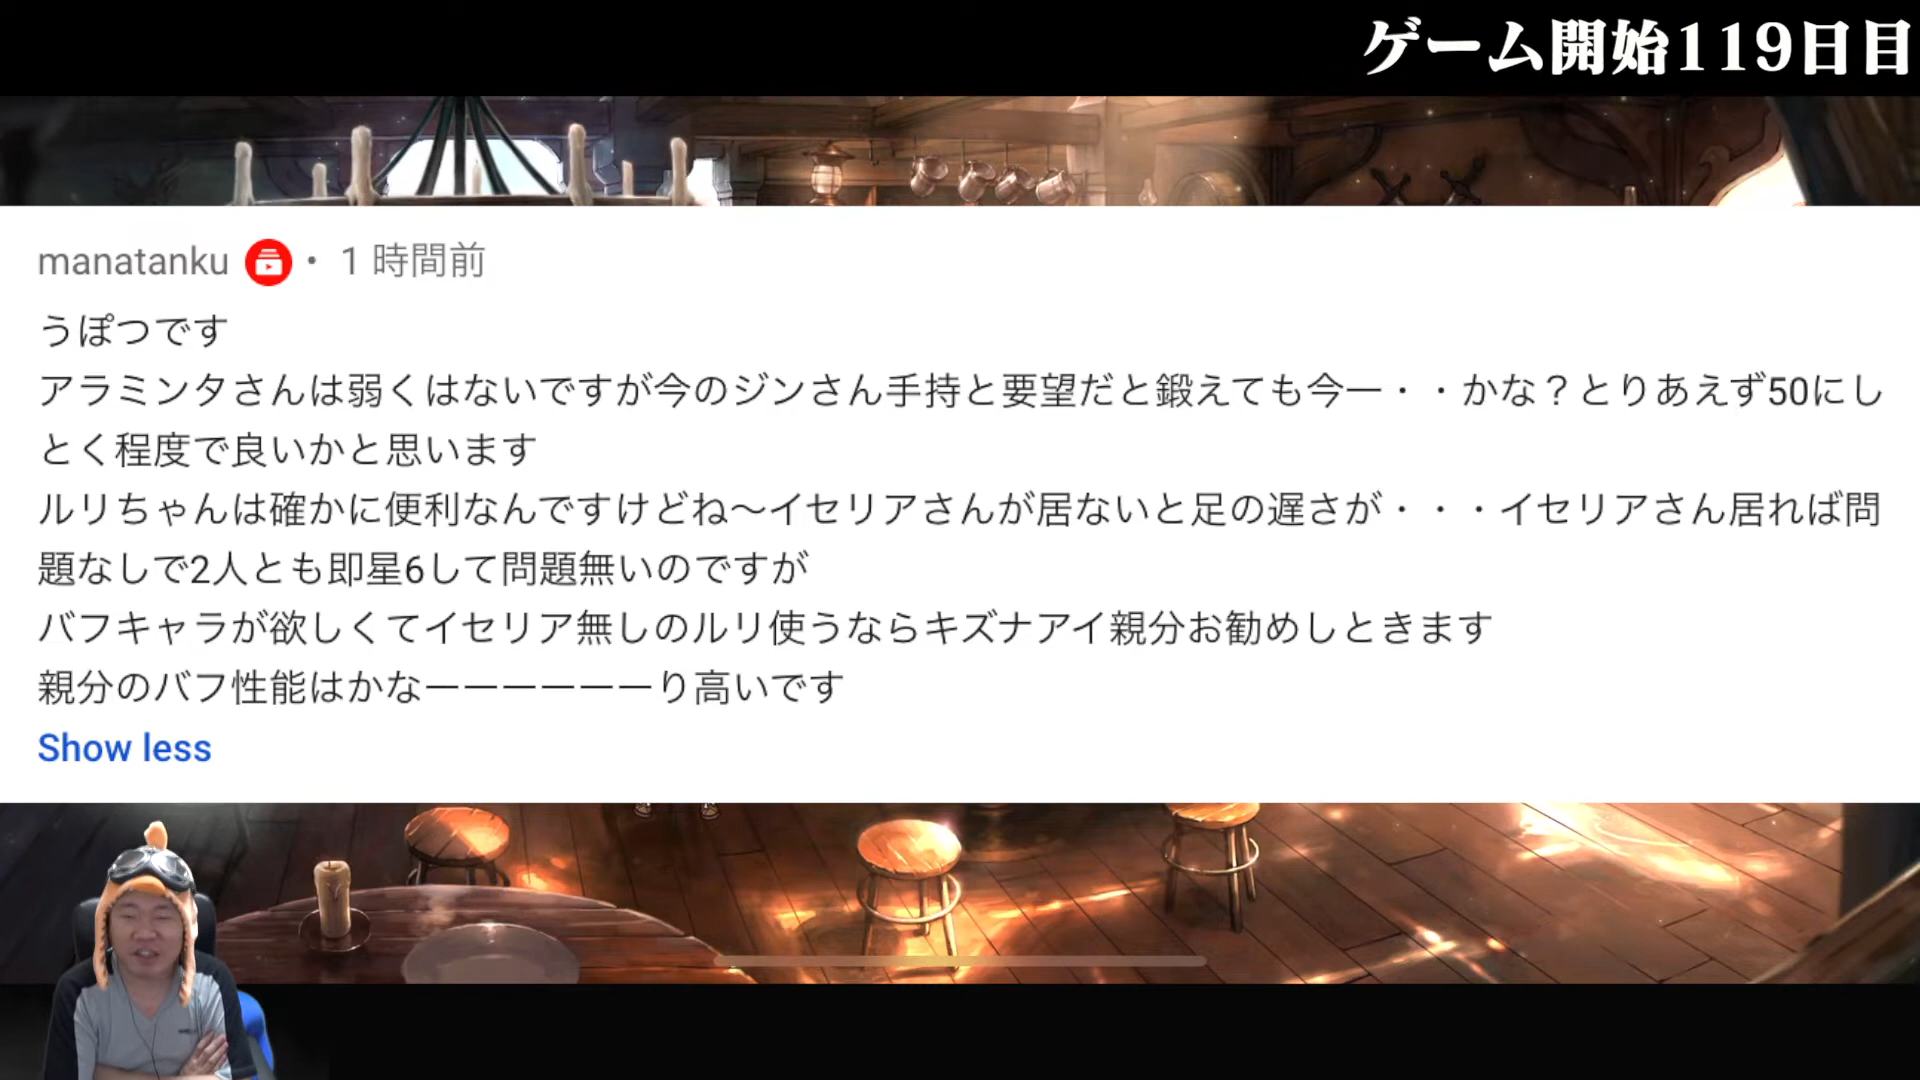 ゲーム開始119日目
manatanku • 1 時間前
うぽつです
アラミンタさんは弱くはないですが今のジンさん手持と要望だと鍛えても今一・・かな？とりあえず50にし
とく程度で良いかと思います
ルリちゃんは確かに便利なんですけどね〜イセリアさんが居ないと足の遅さが・・・イセリアさん居れば問
題なしで2人とも即星6して問題無いのですが
バフキャラが欲しくてイセリア無しのルリ使うならキズナアイ親分お勧めしときます
親分のバフ性能はかなーーーーーーり高いです
Show less